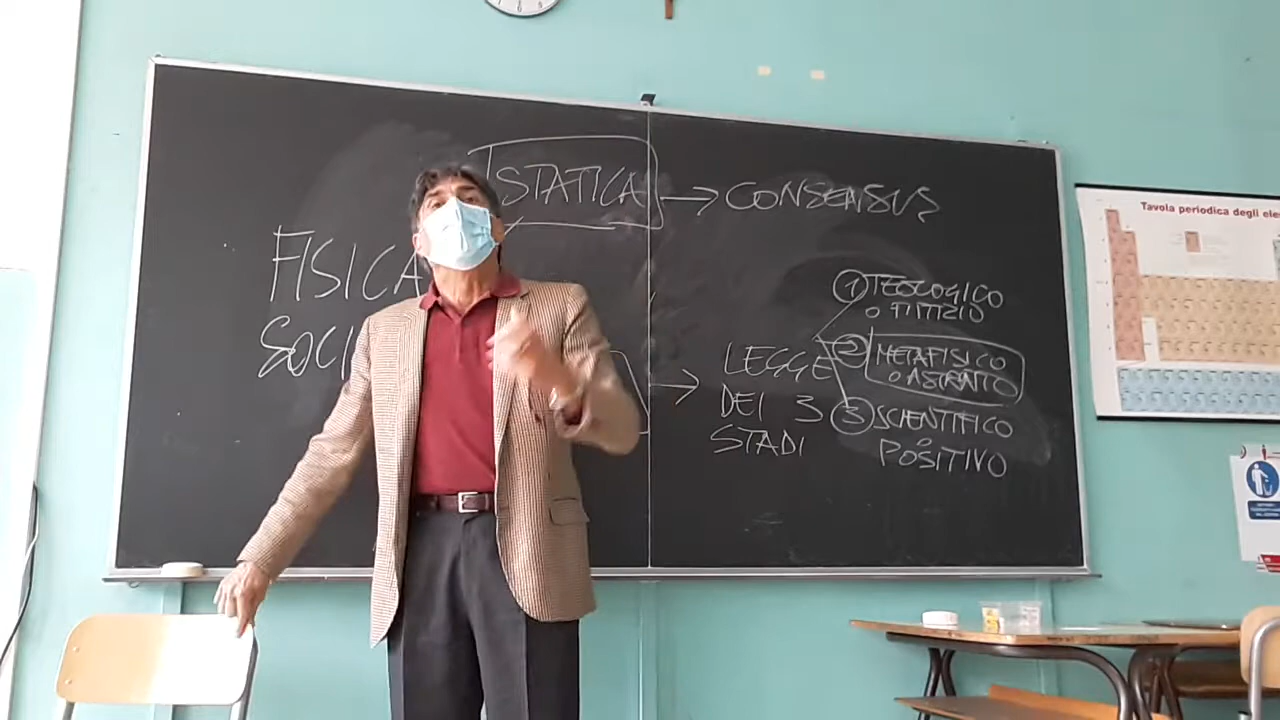 STATICA → CONSENSUS
FISICA
SOCI
→ LEGGE
DEI 3
STADI
1 TEOLOGICO
o FITTIZIO
2 METAFISICO
o ASTRATTO
3 SCIENTIFICO
o
POSITIVO
Tavola periodica degli ele